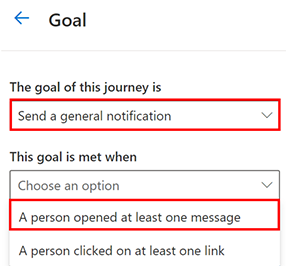 Goal
The goal of this journey is
Send a general notification
This goal is met when
Choose an option
A person opened at least one message
A person clicked on at least one link